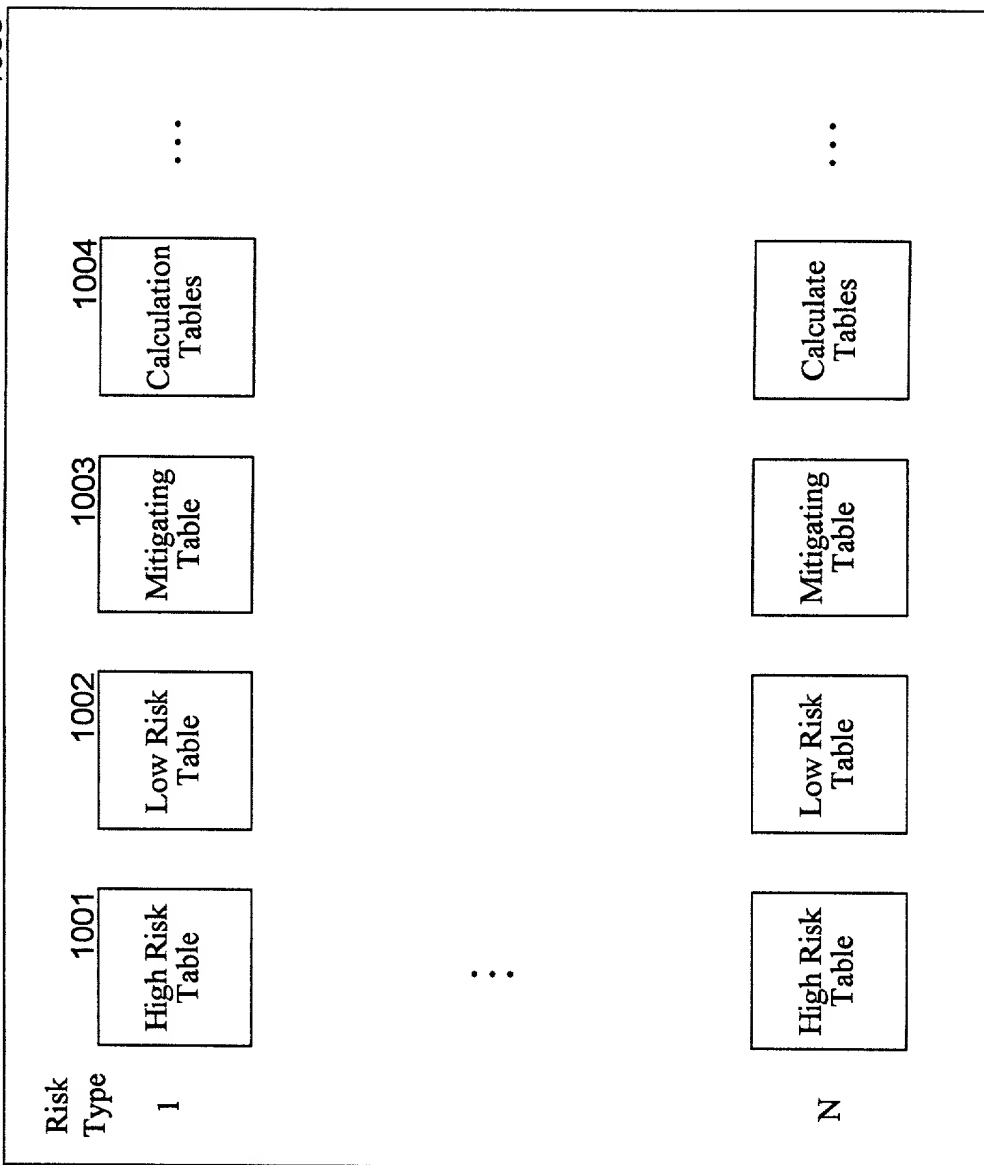 Risk
Type
1
1001
High Risk
Table
1002
Low Risk
Table
1003
Mitigating
Table
1004
Calculation
Tables
...
...
N
High Risk
Table
Low Risk
Table
Mitigating
Table
Calculate
Tables
...